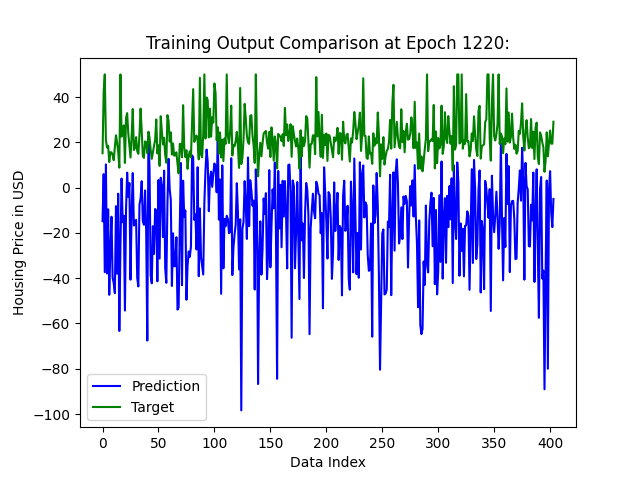 Training Output Comparison at Epoch 1220:
Housing Price in USD
40
20
0
−20
−40
−60
−80
−100
Prediction
Target
0 50 100 150 200 250 300 350 400
Data Index